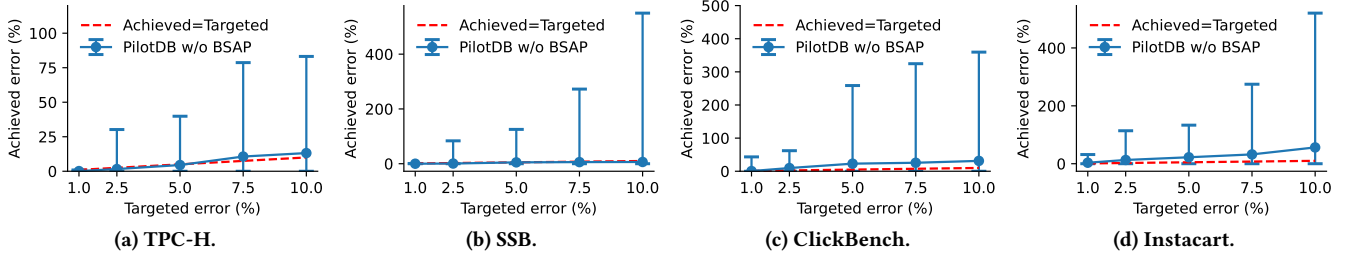 Achieved error (%)
100
75
50
25
0
Achieved=Targeted
PilotDB w/o BSAP
1.0 2.5 5.0 7.5 10.0
Targeted error (%)
(a) TPC-H.
Achieved error (%)
400
200
0
Achieved=Targeted
PilotDB w/o BSAP
1.0 2.5 5.0 7.5 10.0
Targeted error (%)
(b) SSB.
Achieved error (%)
500
400
300
200
100
0
Achieved=Targeted
PilotDB w/o BSAP
1.0 2.5 5.0 7.5 10.0
Targeted error (%)
(c) ClickBench.
Achieved error (%)
400
200
0
Achieved=Targeted
PilotDB w/o BSAP
1.0 2.5 5.0 7.5 10.0
Targeted error (%)
(d) Instacart.